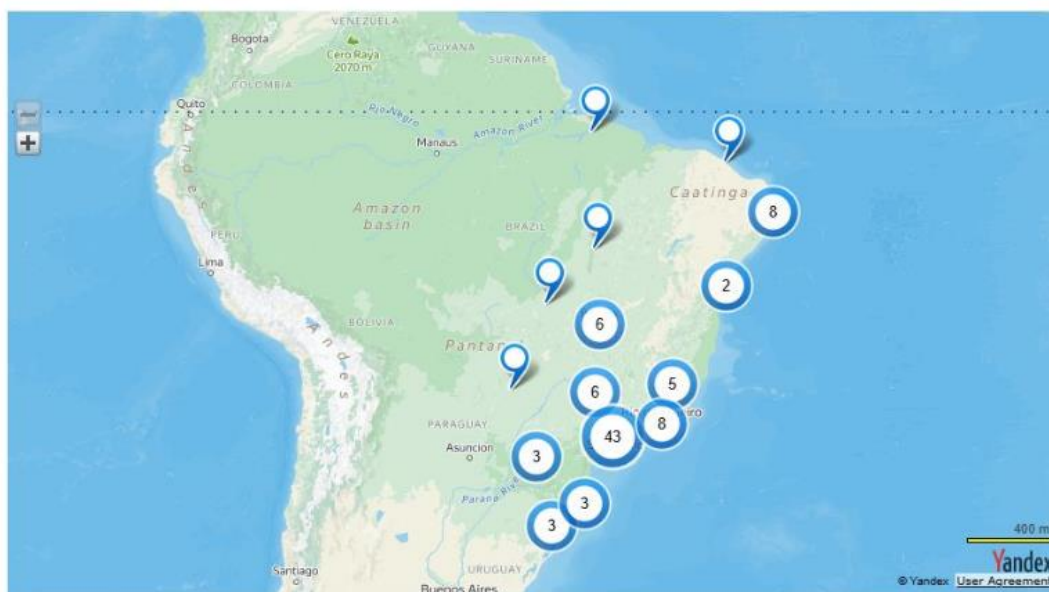 VENEZUELA
Bogota
Cerro Raya
2070 m
GUYANA
SURINAME
COLOMBIA
Quito
Rio Negro
Amazon River
Manaus
Andes
Caatinga
8
Amazon
basin
BRAZIL
PERU
Lima
2
6
BOLIVIA
Andes
5
6
8
43
PARAGUAY
Asuncion
3
Parana
3
3
400 m
Yandex
URUGUAY
Santiago
Buenos Aires
© Yandex User Agreement